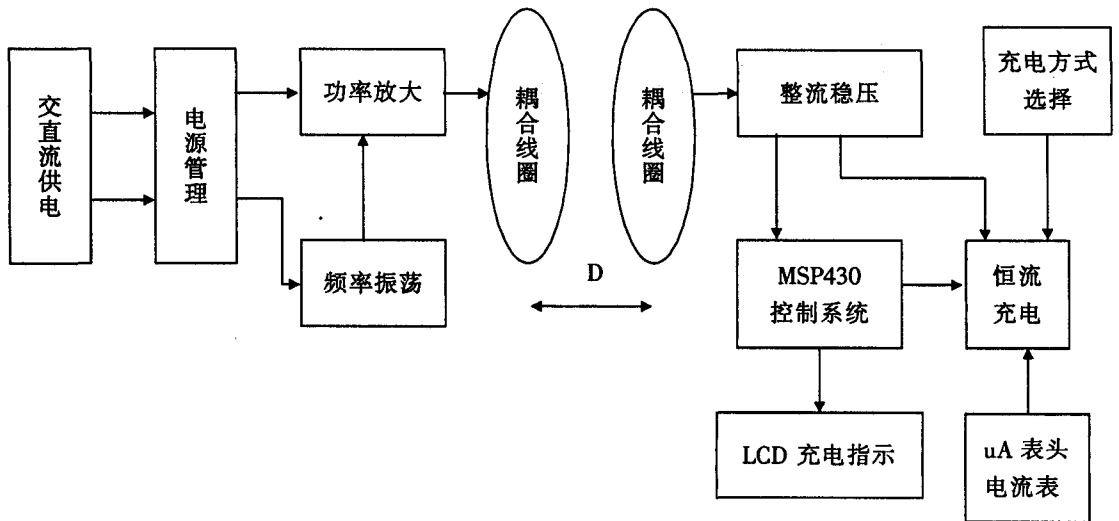 交直流供电
电源管理
功率放大
频率振荡
耦合线圈
耦合线圈
D
整流稳压
充电方式
选择
MSP430
控制系统
恒流
充电
LCD 充电指示
uA 表头
电流表